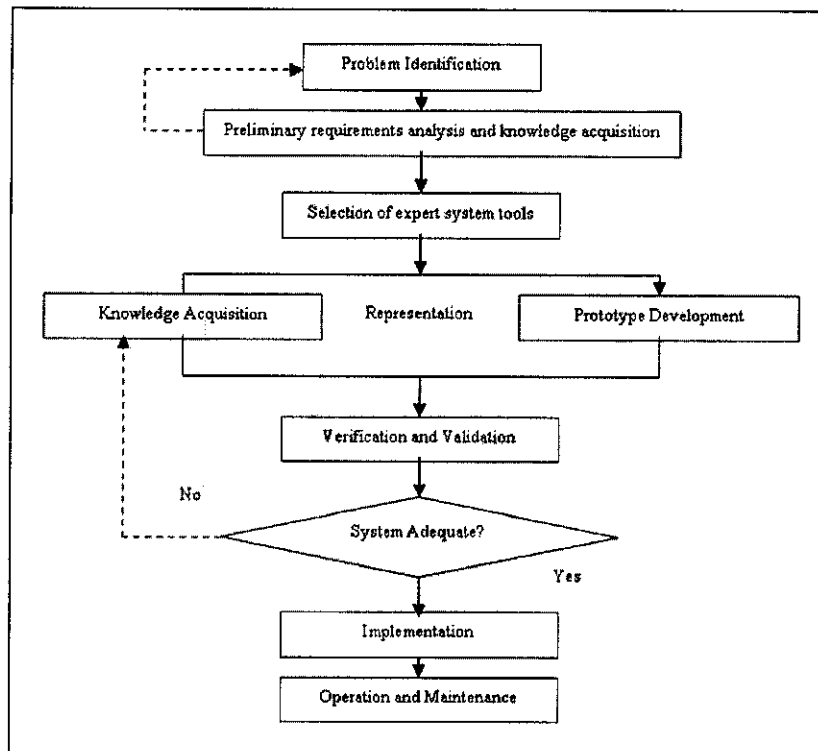 Problem Identification
Preliminary requirements analysis and knowledge acquisition
Selection of expert system tools
Knowledge Acquisition
Representation
Prototype Development
Verification and Validation
No
System Adequate?
Yes
Implementation
Operation and Maintenance